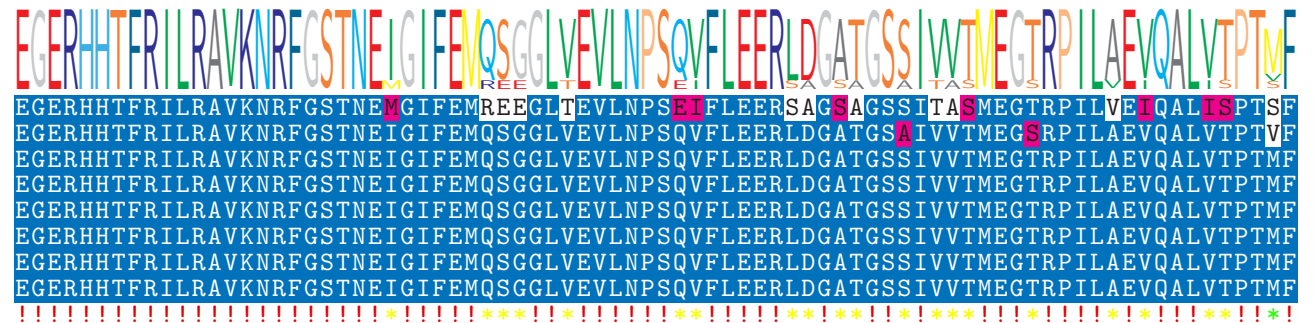 EGERHHTFRILRAVKNRFGSTNEIGIFEMQSGGLVEVLNPSQVFLEERLDGATGSSIVVTMEGTRPILAEVQALVTPTMF
EGERHHTFRILRAVKNRFGSTNEMGIFEMREEGLTEVLNPSEIFLEERSAGSAGSSITASMEGTRPILVEIQALISPTSF
EGERHHTFRILRAVKNRFGSTNEIGIFEMQSGGLVEVLNPSQVFLEERLDGATGSAIVVTMEGSRPILAEVQALVTPTVF
EGERHHTFRILRAVKNRFGSTNEIGIFEMQSGGLVEVLNPSQVFLEERLDGATGSSIVVTMEGTRPILAEVQALVTPTMF
EGERHHTFRILRAVKNRFGSTNEIGIFEMQSGGLVEVLNPSQVFLEERLDGATGSSIVVTMEGTRPILAEVQALVTPTMF
EGERHHTFRILRAVKNRFGSTNEIGIFEMQSGGLVEVLNPSQVFLEERLDGATGSSIVVTMEGTRPILAEVQALVTPTMF
EGERHHTFRILRAVKNRFGSTNEIGIFEMQSGGLVEVLNPSQVFLEERLDGATGSSIVVTMEGTRPILAEVQALVTPTMF
EGERHHTFRILRAVKNRFGSTNEIGIFEMQSGGLVEVLNPSQVFLEERLDGATGSSIVVTMEGTRPILAEVQALVTPTMF
EGERHHTFRILRAVKNRFGSTNEIGIFEMQSGGLVEVLNPSQVFLEERLDGATGSSIVVTMEGTRPILAEVQALVTPTMF
!!!!!!!!!!!!!!!!!!!!!!!*!!!!!***!!*!!!!!!**!!!!!**!**!!*!***!!!*!!!!*!*!!!**!!*!